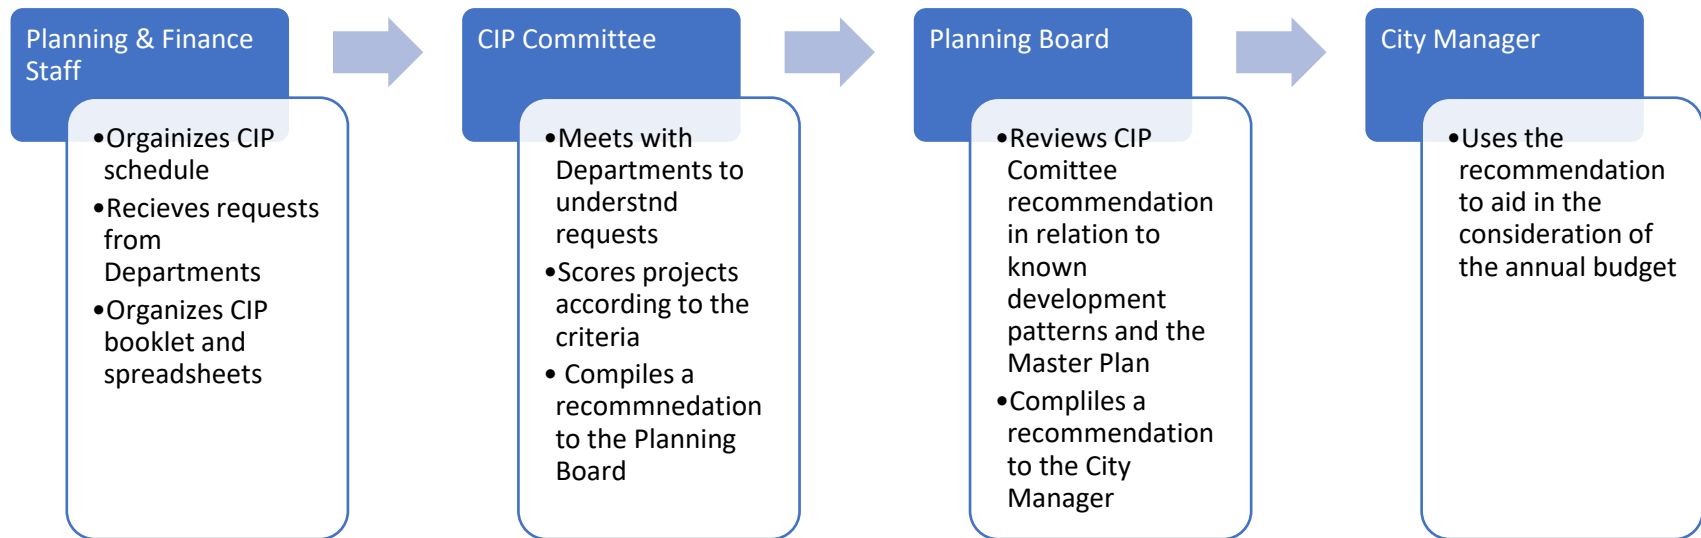 Planning & Finance
Staff
•Orgainizes CIP
schedule
•Recieves requests
from
Departments
•Organizes CIP
booklet and
spreadsheets
CIP Committee
•Meets with
Departments to
understnd
requests
•Scores projects
according to the
criteria
• Compiles a
recommnedation
to the Planning
Board
Planning Board
•Reviews CIP
Comittee
recommendation
in relation to
known
development
patterns and the
Master Plan
•Compliles a
recommendation
to the City
Manager
City Manager
•Uses the
recommendation
to aid in the
consideration of
the annual budget